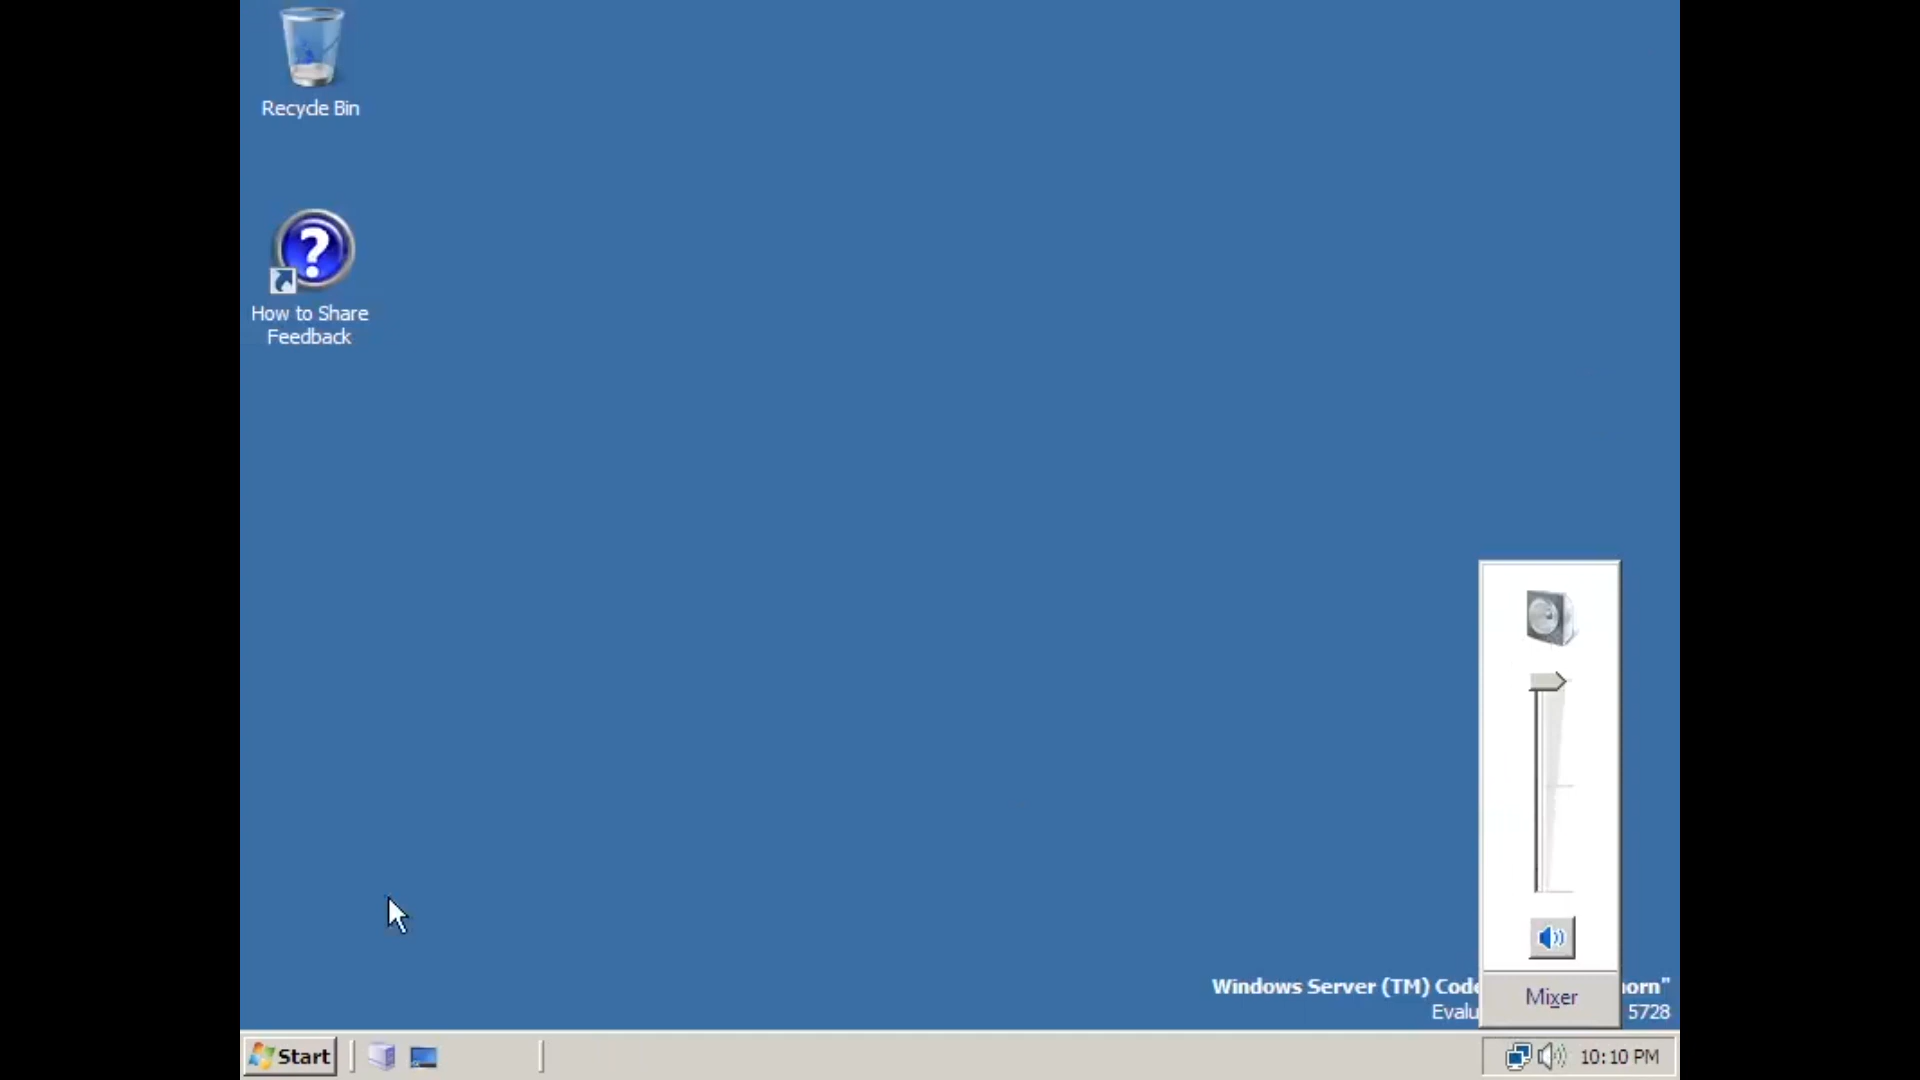 Recycle Bin
How to Share
Feedback
Windows Server (TM) Code
orn"
Evalu
5728
Mixer
Start
10:10 PM